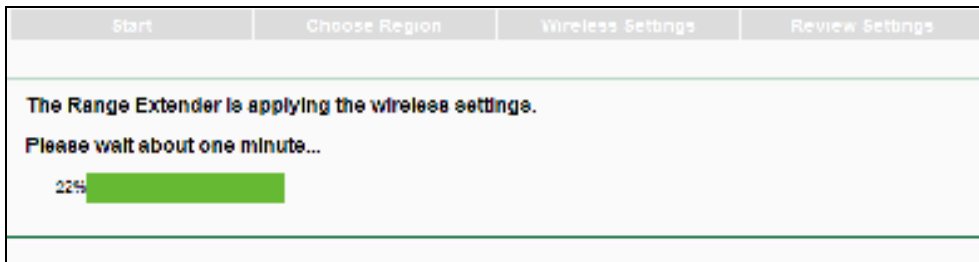 Start Choose Region Wireless Settings Review Settings
The Range Extender is applying the wireless settings.
Please wait about one minute...
22%